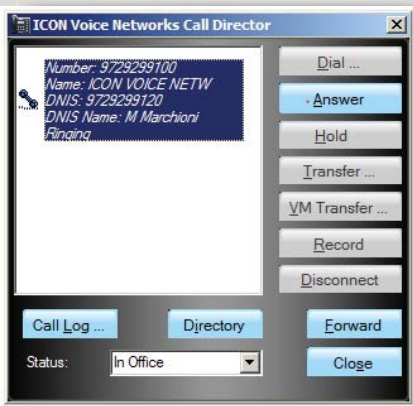 ICON Voice Networks Call Director
Number: 9729299100
Name: ICON VOICE NETW
DNIS: 9729299120
DNIS Name: M Marchioni
Ringing
Dial ...
Answer
Hold
Transfer ...
VM Transfer ...
Record
Disconnect
Call Log ...
Directory
Forward
Status:
In Office
Close